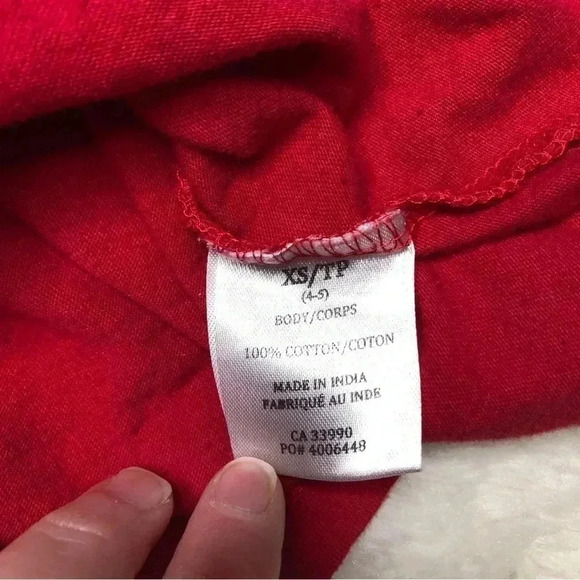 XS/TP
(4-5)
BODY/CORPS
100% COTTON/COTON
MADE IN INDIA
FABRIQUÉ AU INDE
CA 33990
PO# 4006448